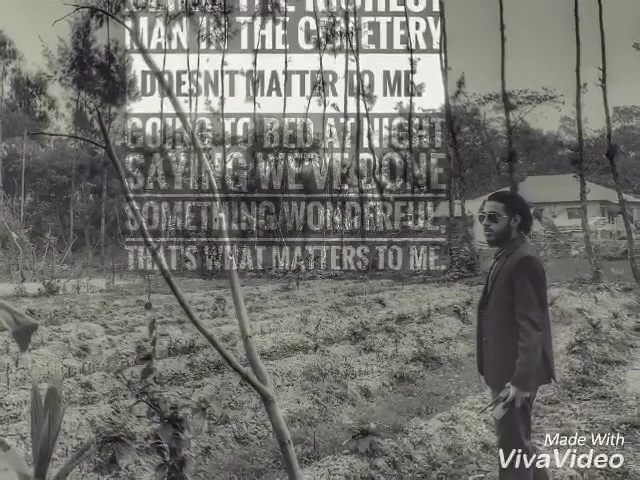 MAN IN THE CEMETERY
DOESN'T MATTER TO ME.
GOING TO BED AT NIGHT
SAYING WE'VE DONE
SOMETHING WONDERFUL
THAT'S WHAT MATTERS TO ME.
Made With
VivaVideo